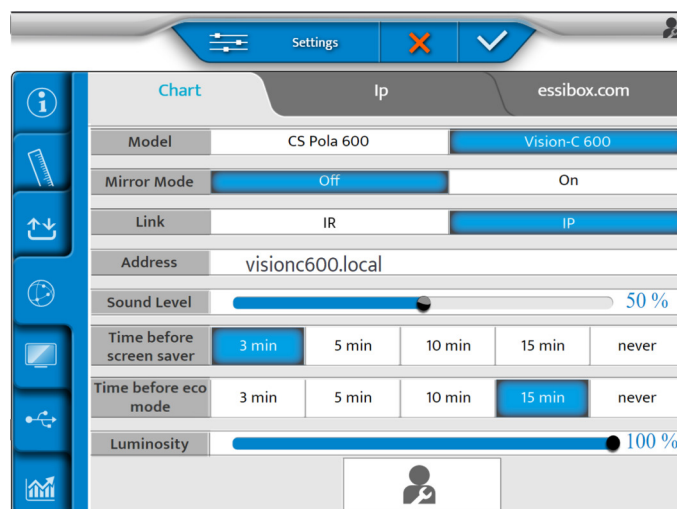 Settings
Chart Ip essibox.com
Model CS Pola 600 Vision-C 600
Mirror Mode Off On
Link IR IP
Address visionc600.local
Sound Level 50 %
Time before screen saver 3 min 5 min 10 min 15 min never
Time before eco mode 3 min 5 min 10 min 15 min never
Luminosity 100 %